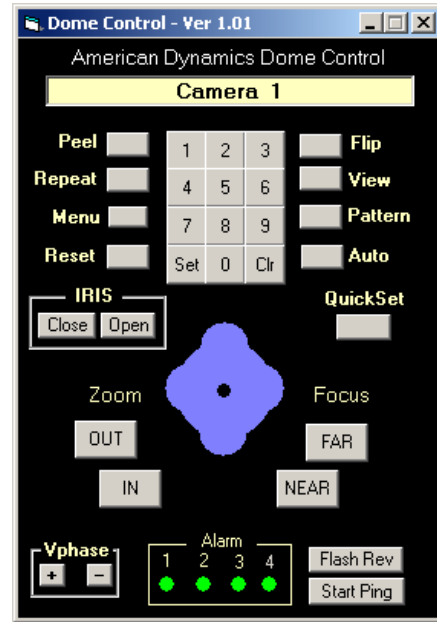 Dome Control - Ver 1.01
American Dynamics Dome Control
Camera 1
Peel
1 2 3
Flip
Repeat
4 5 6
View
Menu
7 8 9
Pattern
Reset
Set 0 Clr
Auto
IRIS
Close Open
QuickSet
Zoom
Focus
OUT
FAR
IN
NEAR
Vphase
+ -
Alarm
1 2 3 4
Flash Rev
Start Ping